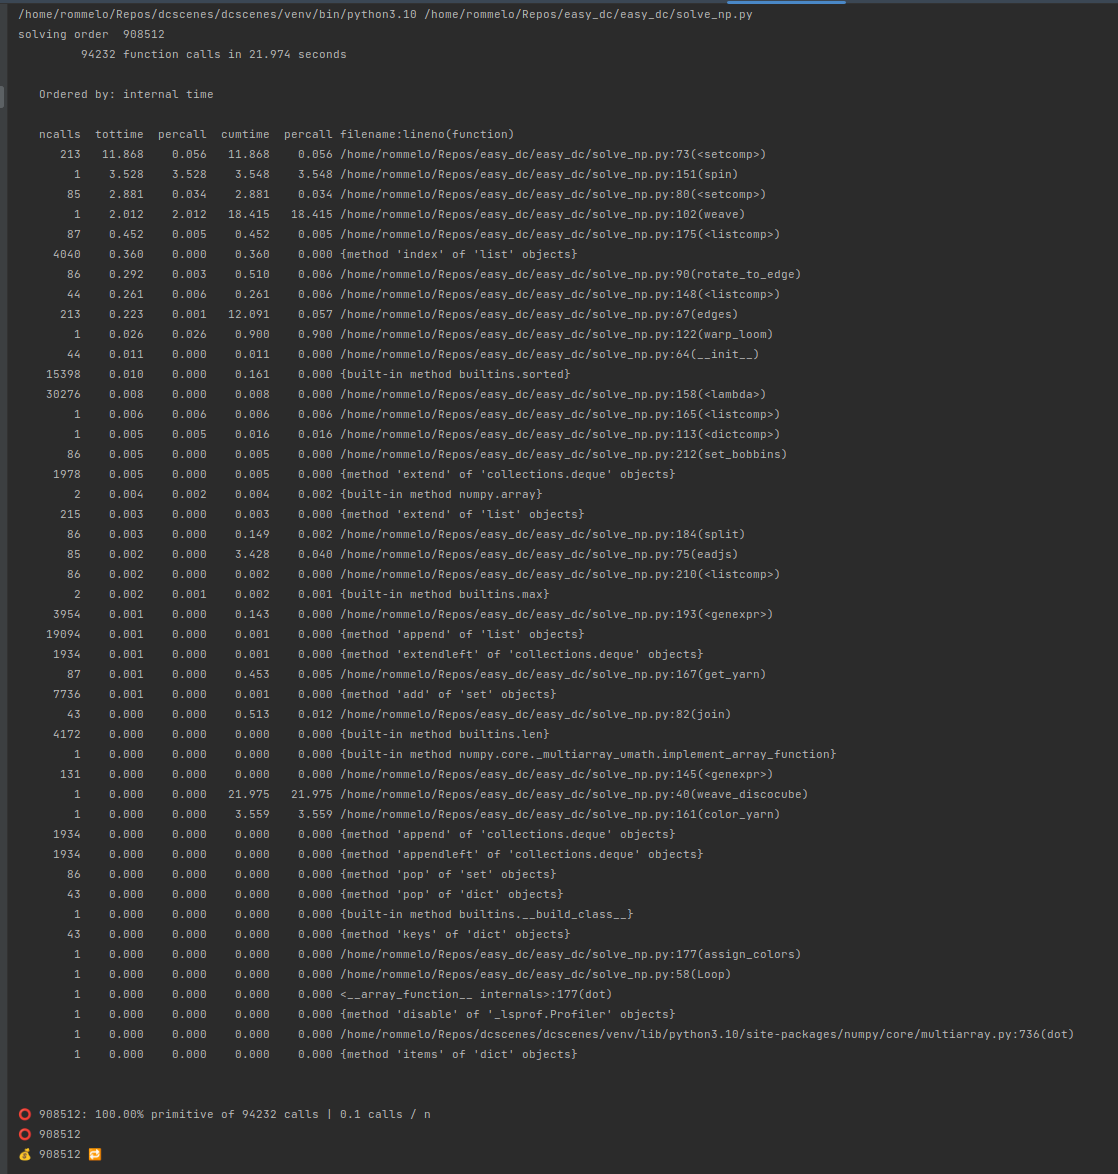 /home/rommelo/Repos/dcscenes/dcscenes/venv/bin/python3.10 /home/rommelo/Repos/easy_dc/easy_dc/solve_np.py
solving order  908512
         94232 function calls in 21.974 seconds
   Ordered by: internal time
   ncalls  tottime  percall  cumtime  percall filename:lineno(function)
      213   11.868    0.056   11.868    0.056 /home/rommelo/Repos/easy_dc/easy_dc/solve_np.py:73(<setcomp>)
        1    3.528    3.528    3.548    3.548 /home/rommelo/Repos/easy_dc/easy_dc/solve_np.py:151(spin)
       85    2.881    0.034    2.881    0.034 /home/rommelo/Repos/easy_dc/easy_dc/solve_np.py:80(<setcomp>)
        1    2.012    2.012   18.415   18.415 /home/rommelo/Repos/easy_dc/easy_dc/solve_np.py:102(weave)
       87    0.452    0.005    0.452    0.005 /home/rommelo/Repos/easy_dc/easy_dc/solve_np.py:175(<listcomp>)
     4040    0.360    0.000    0.360    0.000 {method 'index' of 'list' objects}
       86    0.292    0.003    0.510    0.006 /home/rommelo/Repos/easy_dc/easy_dc/solve_np.py:90(rotate_to_edge)
       44    0.261    0.006    0.261    0.006 /home/rommelo/Repos/easy_dc/easy_dc/solve_np.py:148(<listcomp>)
      213    0.223    0.001   12.091    0.057 /home/rommelo/Repos/easy_dc/easy_dc/solve_np.py:67(edges)
        1    0.026    0.026    0.900    0.900 /home/rommelo/Repos/easy_dc/easy_dc/solve_np.py:122(warp_loom)
       44    0.011    0.000    0.011    0.000 /home/rommelo/Repos/easy_dc/easy_dc/solve_np.py:64(__init__)
    15398    0.010    0.000    0.161    0.000 {built-in method builtins.sorted}
    30276    0.008    0.000    0.008    0.000 /home/rommelo/Repos/easy_dc/easy_dc/solve_np.py:158(<lambda>)
        1    0.006    0.006    0.006    0.006 /home/rommelo/Repos/easy_dc/easy_dc/solve_np.py:165(<listcomp>)
        1    0.005    0.005    0.016    0.016 /home/rommelo/Repos/easy_dc/easy_dc/solve_np.py:113(<dictcomp>)
       86    0.005    0.000    0.005    0.000 /home/rommelo/Repos/easy_dc/easy_dc/solve_np.py:212(set_bobbins)
     1978    0.005    0.000    0.005    0.000 {method 'extend' of 'collections.deque' objects}
        2    0.004    0.002    0.004    0.002 {built-in method numpy.array}
      215    0.003    0.000    0.003    0.000 {method 'extend' of 'list' objects}
       86    0.003    0.000    0.149    0.002 /home/rommelo/Repos/easy_dc/easy_dc/solve_np.py:184(split)
       85    0.002    0.000    3.428    0.040 /home/rommelo/Repos/easy_dc/easy_dc/solve_np.py:75(eadjs)
       86    0.002    0.000    0.002    0.000 /home/rommelo/Repos/easy_dc/easy_dc/solve_np.py:210(<listcomp>)
        2    0.002    0.001    0.002    0.001 {built-in method builtins.max}
     3954    0.001    0.000    0.143    0.000 /home/rommelo/Repos/easy_dc/easy_dc/solve_np.py:193(<genexpr>)
    19094    0.001    0.000    0.001    0.000 {method 'append' of 'list' objects}
     1934    0.001    0.000    0.001    0.000 {method 'extendleft' of 'collections.deque' objects}
       87    0.001    0.000    0.453    0.005 /home/rommelo/Repos/easy_dc/easy_dc/solve_np.py:167(get_yarn)
     7736    0.001    0.000    0.001    0.000 {method 'add' of 'set' objects}
       43    0.000    0.000    0.513    0.012 /home/rommelo/Repos/easy_dc/easy_dc/solve_np.py:82(join)
     4172    0.000    0.000    0.000    0.000 {built-in method builtins.len}
        1    0.000    0.000    0.000    0.000 {built-in method numpy.core._multiarray_umath.implement_array_function}
      131    0.000    0.000    0.000    0.000 /home/rommelo/Repos/easy_dc/easy_dc/solve_np.py:145(<genexpr>)
        1    0.000    0.000   21.975   21.975 /home/rommelo/Repos/easy_dc/easy_dc/solve_np.py:40(weave_discocube)
        1    0.000    0.000    3.559    3.559 /home/rommelo/Repos/easy_dc/easy_dc/solve_np.py:161(color_yarn)
     1934    0.000    0.000    0.000    0.000 {method 'append' of 'collections.deque' objects}
     1934    0.000    0.000    0.000    0.000 {method 'appendleft' of 'collections.deque' objects}
       86    0.000    0.000    0.000    0.000 {method 'pop' of 'set' objects}
       43    0.000    0.000    0.000    0.000 {method 'pop' of 'dict' objects}
        1    0.000    0.000    0.000    0.000 {built-in method builtins.__build_class__}
       43    0.000    0.000    0.000    0.000 {method 'keys' of 'dict' objects}
        1    0.000    0.000    0.000    0.000 /home/rommelo/Repos/easy_dc/easy_dc/solve_np.py:177(assign_colors)
        1    0.000    0.000    0.000    0.000 /home/rommelo/Repos/easy_dc/easy_dc/solve_np.py:58(Loop)
        1    0.000    0.000    0.000    0.000 <__array_function__ internals>:177(dot)
        1    0.000    0.000    0.000    0.000 {method 'disable' of '_lsprof.Profiler' objects}
        1    0.000    0.000    0.000    0.000 /home/rommelo/Repos/dcscenes/dcscenes/venv/lib/python3.10/site-packages/numpy/core/multiarray.py:736(dot)
        1    0.000    0.000    0.000    0.000 {method 'items' of 'dict' objects}
⭕ 908512: 100.00% primitive of 94232 calls | 0.1 calls / n
⭕ 908512
💰 908512 🔁